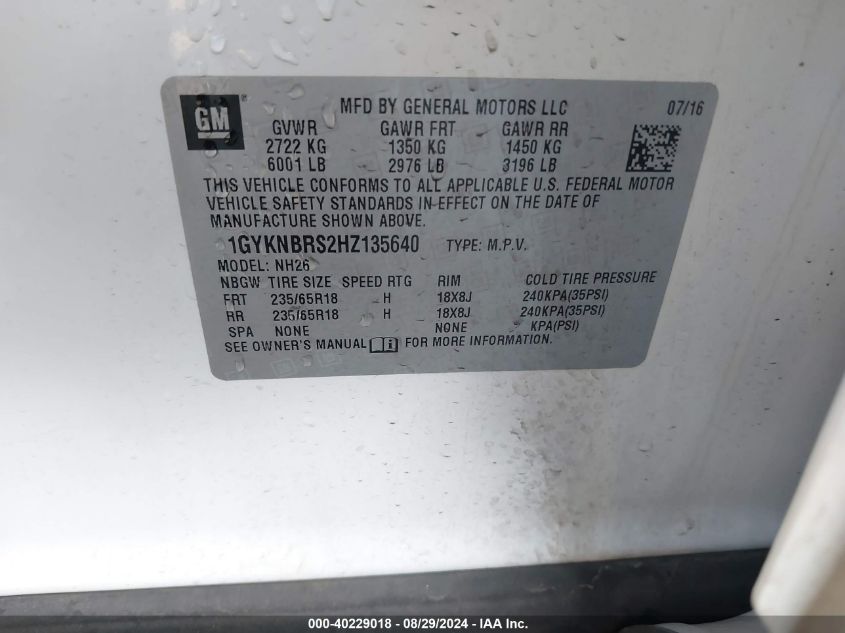 GM ® MFD BY GENERAL MOTORS LLC 07/16
GVWR GAWR FRT GAWR RR
2722 KG 1350 KG 1450 KG
6001 LB 2976 LB 3196 LB
THIS VEHICLE CONFORMS TO ALL APPLICABLE U.S. FEDERAL MOTOR
VEHICLE SAFETY STANDARDS IN EFFECT ON THE DATE OF
MANUFACTURE SHOWN ABOVE.
1GYKNBRS2HZ135640 TYPE: M.P.V.
MODEL: NH26
NBGW TIRE SIZE SPEED RTG RIM COLD TIRE PRESSURE
FRT 235/65R18 H 18X8J 240KPA(35PSI)
RR 235/65R18 H 18X8J 240KPA(35PSI)
SPA NONE NONE KPA(PSI)
SEE OWNER'S MANUAL i FOR MORE INFORMATION.
000-40229018 - 08/29/2024 - IAA Inc.